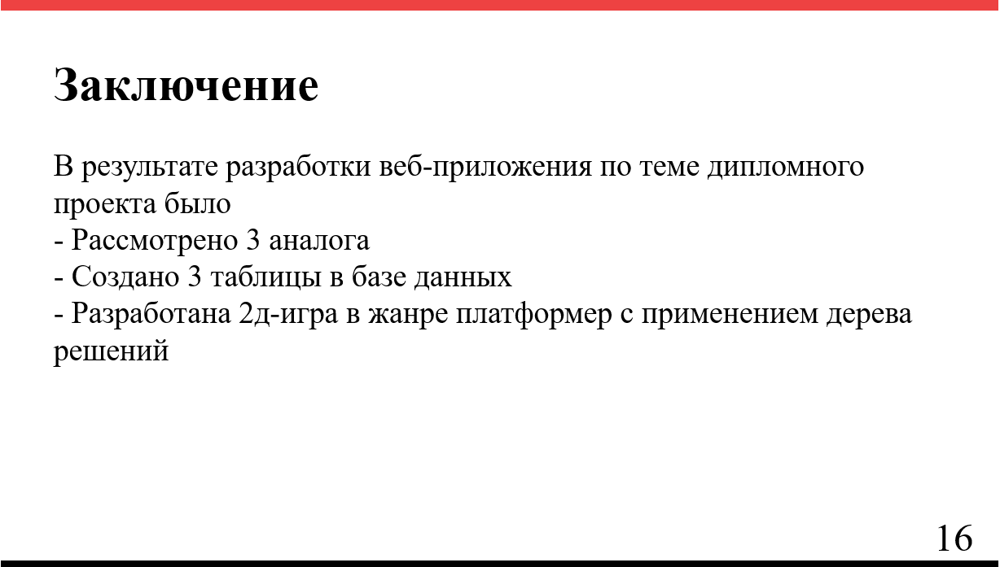 Заключение
В результате разработки веб-приложения по теме дипломного
проекта было
- Рассмотрено 3 аналога
- Создано 3 таблицы в базе данных
- Разработана 2д-игра в жанре платформер с применением дерева
решений
16